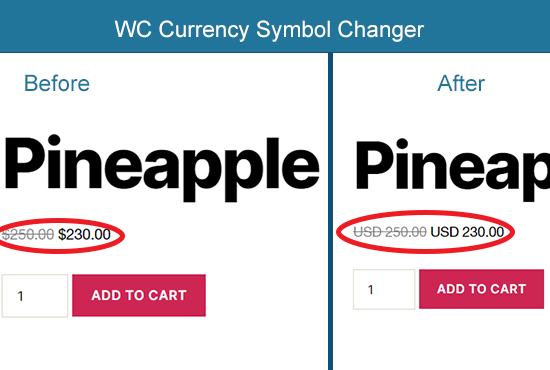 WC Currency Symbol Changer
Before
Pineapple
$250.00 $230.00
1
ADD TO CART
After
Pineap
USD 250.00 USD 230.00
1
ADD TO CART